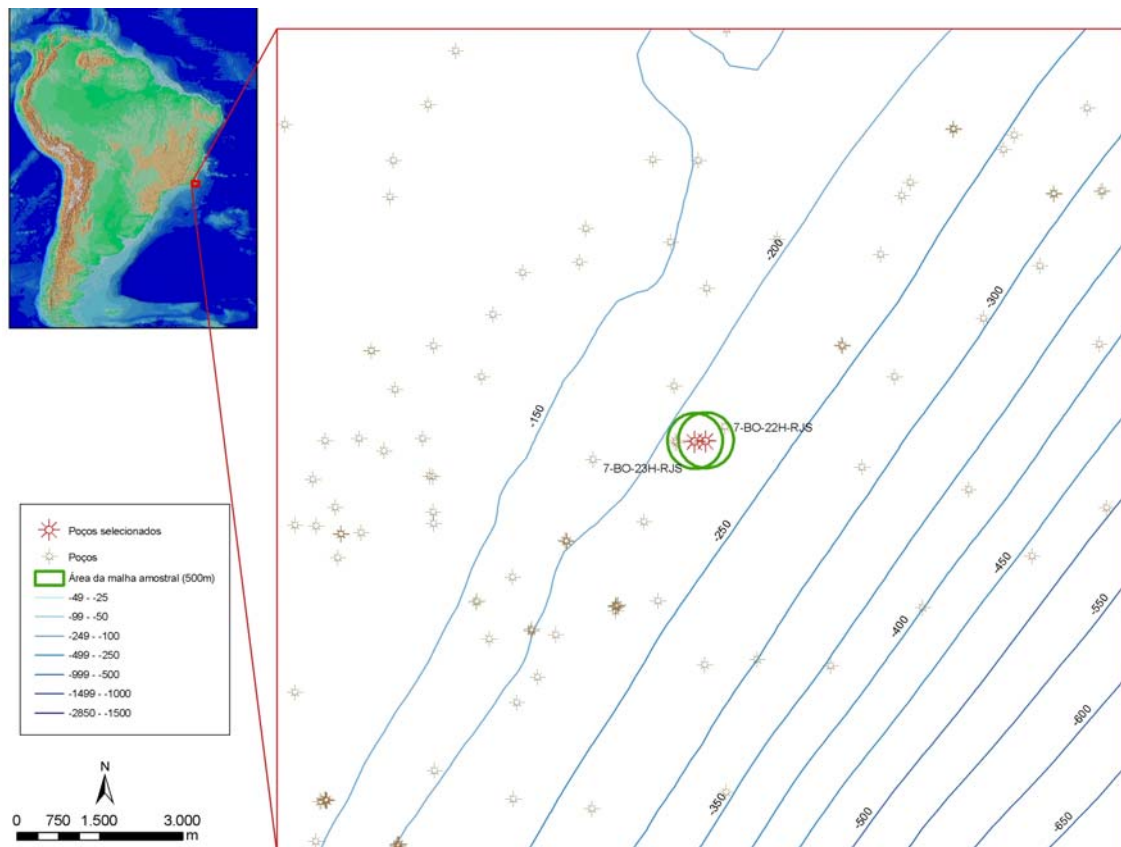 -200
-300
-150
7-BO-22H-RJS
7-BO-23H-RJS
-250
-450
-400
-550
-600
-350
-500
-650
Poços selecionados
Poços
Área da malha amostral (500m)
-49 - -25
-99 - -50
-249 - -100
-499 - -250
-999 - -500
-1499 - -1000
-2850 - -1500
N
0 750 1.500 3.000
m